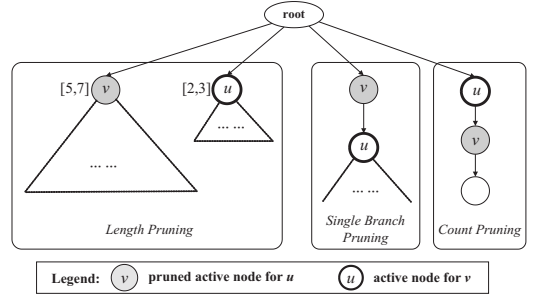 root
[5,7] v [2,3] u v u
... ... u v
... ... ... ...
Length Pruning Single Branch Pruning Count Pruning
Legend: v pruned active node for u u active node for v